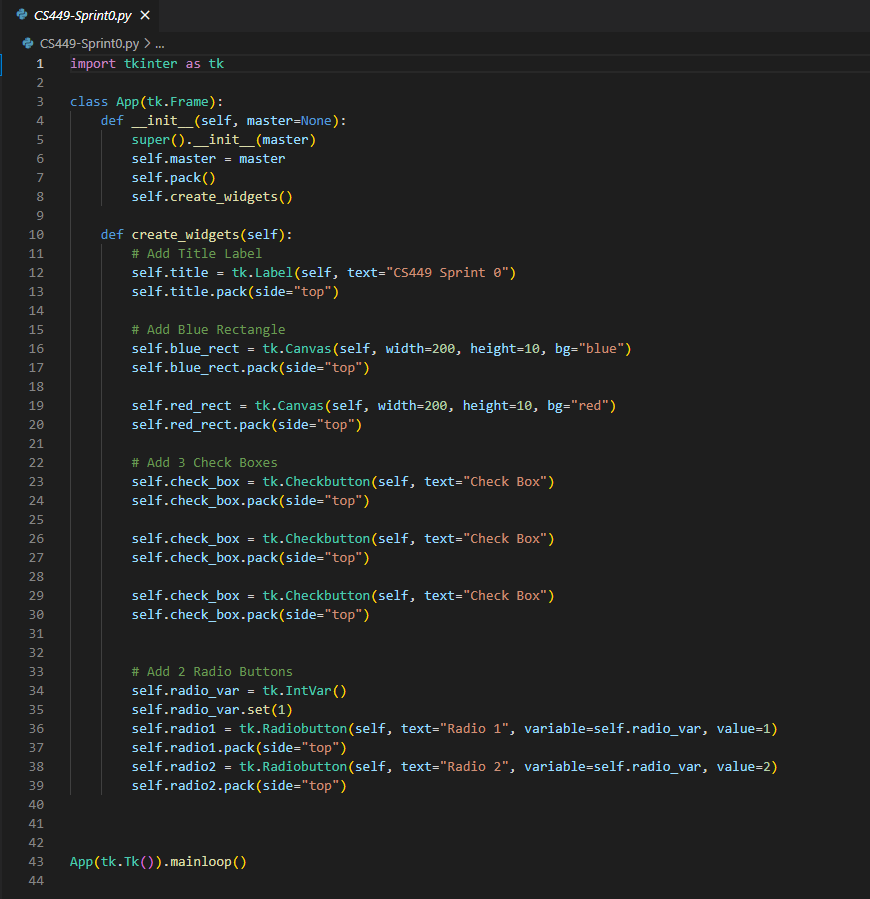 CS449-Sprint0.py
CS449-Sprint0.py > ...
1 import tkinter as tk
2
3 class App(tk.Frame):
4     def __init__(self, master=None):
5         super().__init__(master)
6         self.master = master
7         self.pack()
8         self.create_widgets()
9
10     def create_widgets(self):
11         # Add Title Label
12         self.title = tk.Label(self, text="CS449 Sprint 0")
13         self.title.pack(side="top")
14
15         # Add Blue Rectangle
16         self.blue_rect = tk.Canvas(self, width=200, height=10, bg="blue")
17         self.blue_rect.pack(side="top")
18
19         self.red_rect = tk.Canvas(self, width=200, height=10, bg="red")
20         self.red_rect.pack(side="top")
21
22         # Add 3 Check Boxes
23         self.check_box = tk.Checkbutton(self, text="Check Box")
24         self.check_box.pack(side="top")
25
26         self.check_box = tk.Checkbutton(self, text="Check Box")
27         self.check_box.pack(side="top")
28
29         self.check_box = tk.Checkbutton(self, text="Check Box")
30         self.check_box.pack(side="top")
31
32
33         # Add 2 Radio Buttons
34         self.radio_var = tk.IntVar()
35         self.radio_var.set(1)
36         self.radio1 = tk.Radiobutton(self, text="Radio 1", variable=self.radio_var, value=1)
37         self.radio1.pack(side="top")
38         self.radio2 = tk.Radiobutton(self, text="Radio 2", variable=self.radio_var, value=2)
39         self.radio2.pack(side="top")
40
41
42
43 App(tk.Tk()).mainloop()
44